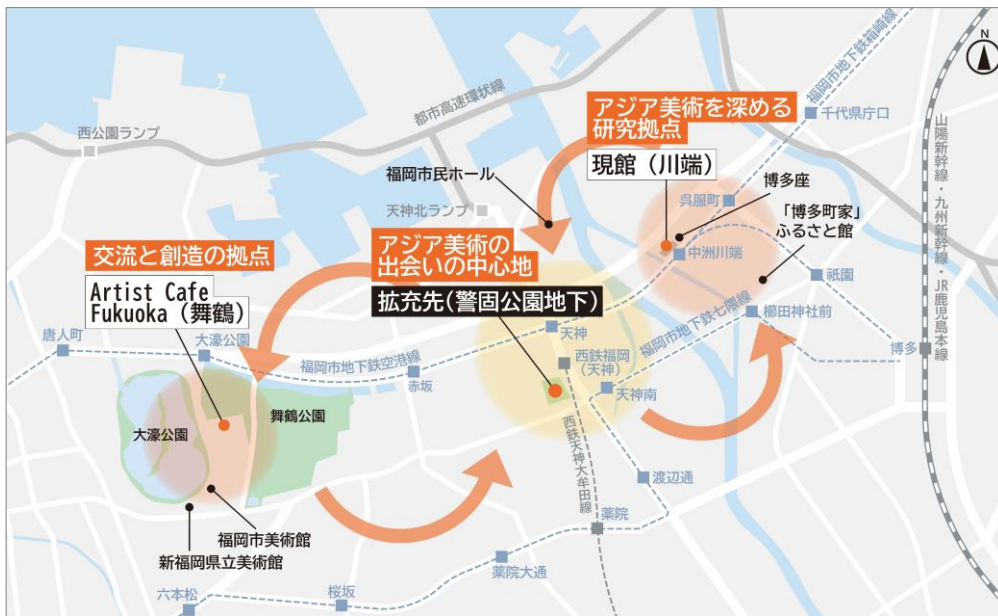 N
西公園ランプ
都市高速環状線
福岡市地下鉄箱崎線
千代県庁口
山陽新幹線・九州新幹線・JR鹿児島本線
アジア美術を深める
研究拠点
現館（川端）
福岡市民ホール
天神北ランプ
呉服町
博多座
「博多町家」
ふるさと館
中洲川端
祇園
交流と創造の拠点
Artist Cafe
Fukuoka（舞鶴）
アジア美術の
出会いの中心地
拡充先(警固公園地下)
福岡市地下鉄七隈線
櫛田神社前
博多
唐人町
大濠公園
福岡市地下鉄空港線
赤坂
天神
西鉄福岡
（天神）
天神南
大濠公園
舞鶴公園
西鉄天神大牟田線
渡辺通
福岡市美術館
新福岡県立美術館
薬院
薬院大通
六本松
桜坂